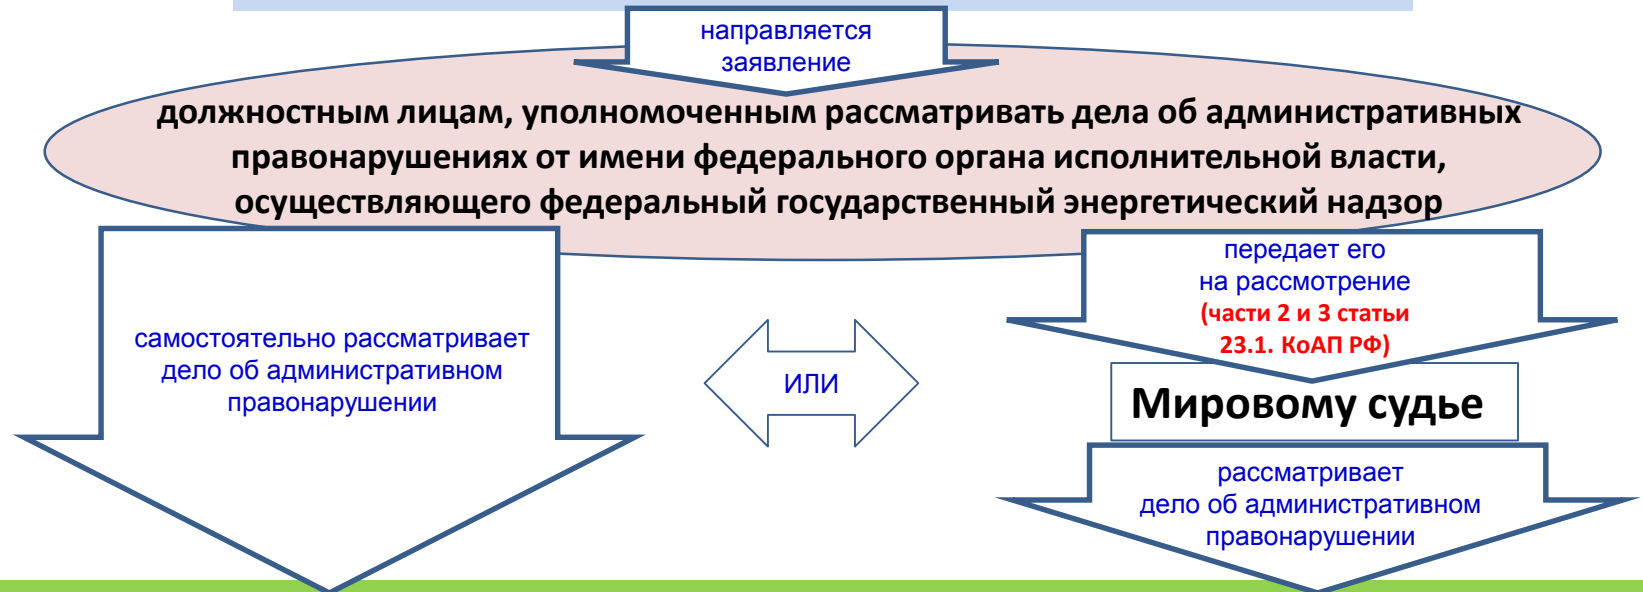 направляется
заявление
должностным лицам, уполномоченным рассматривать дела об административных
правонарушениях от имени федерального органа исполнительной власти,
осуществляющего федеральный государственный энергетический надзор
самостоятельно рассматривает
дело об административном
правонарушении
ИЛИ
передает его
на рассмотрение
(части 2 и 3 статьи
23.1. КоАП РФ)
Мировому судье
рассматривает
дело об административном
правонарушении